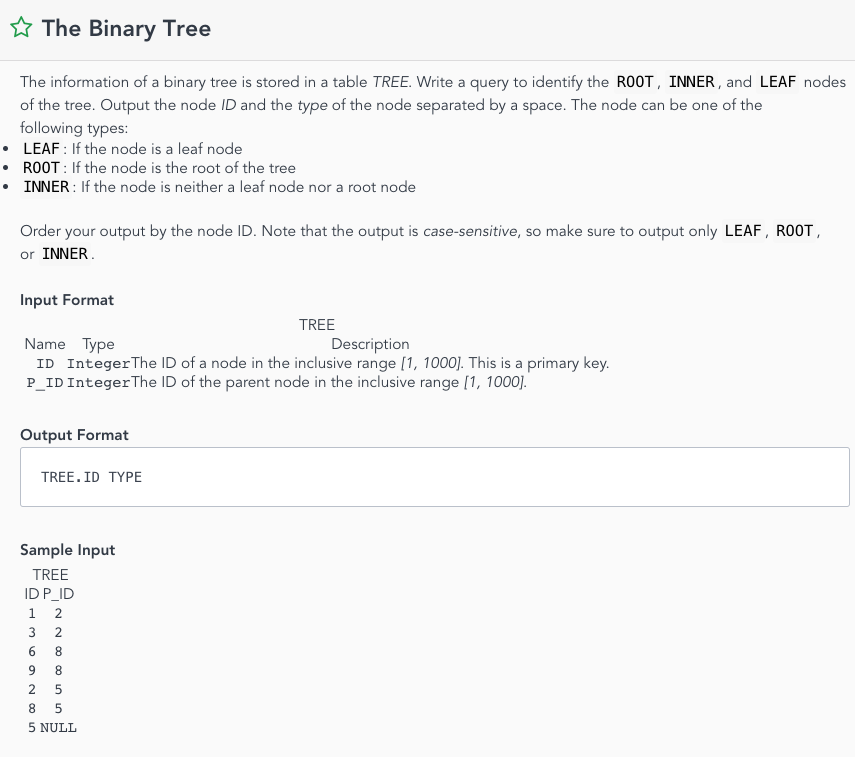 The Binary Tree
The information of a binary tree is stored in a table TREE. Write a query to identify the ROOT, INNER, and LEAF nodes
of the tree. Output the node ID and the type of the node separated by a space. The node can be one of the
following types:
• LEAF: If the node is a leaf node
• ROOT: If the node is the root of the tree
• INNER: If the node is neither a leaf node nor a root node
Order your output by the node ID. Note that the output is case-sensitive, so make sure to output only LEAF, ROOT,
or INNER.
Input Format
TREE
Name Type Description
ID Integer The ID of a node in the inclusive range [1, 1000]. This is a primary key.
P_ID Integer The ID of the parent node in the inclusive range [1, 1000].
Output Format
TREE.ID TYPE
Sample Input
TREE
ID P_ID
1 2
3 2
6 8
9 8
2 5
8 5
5 NULL